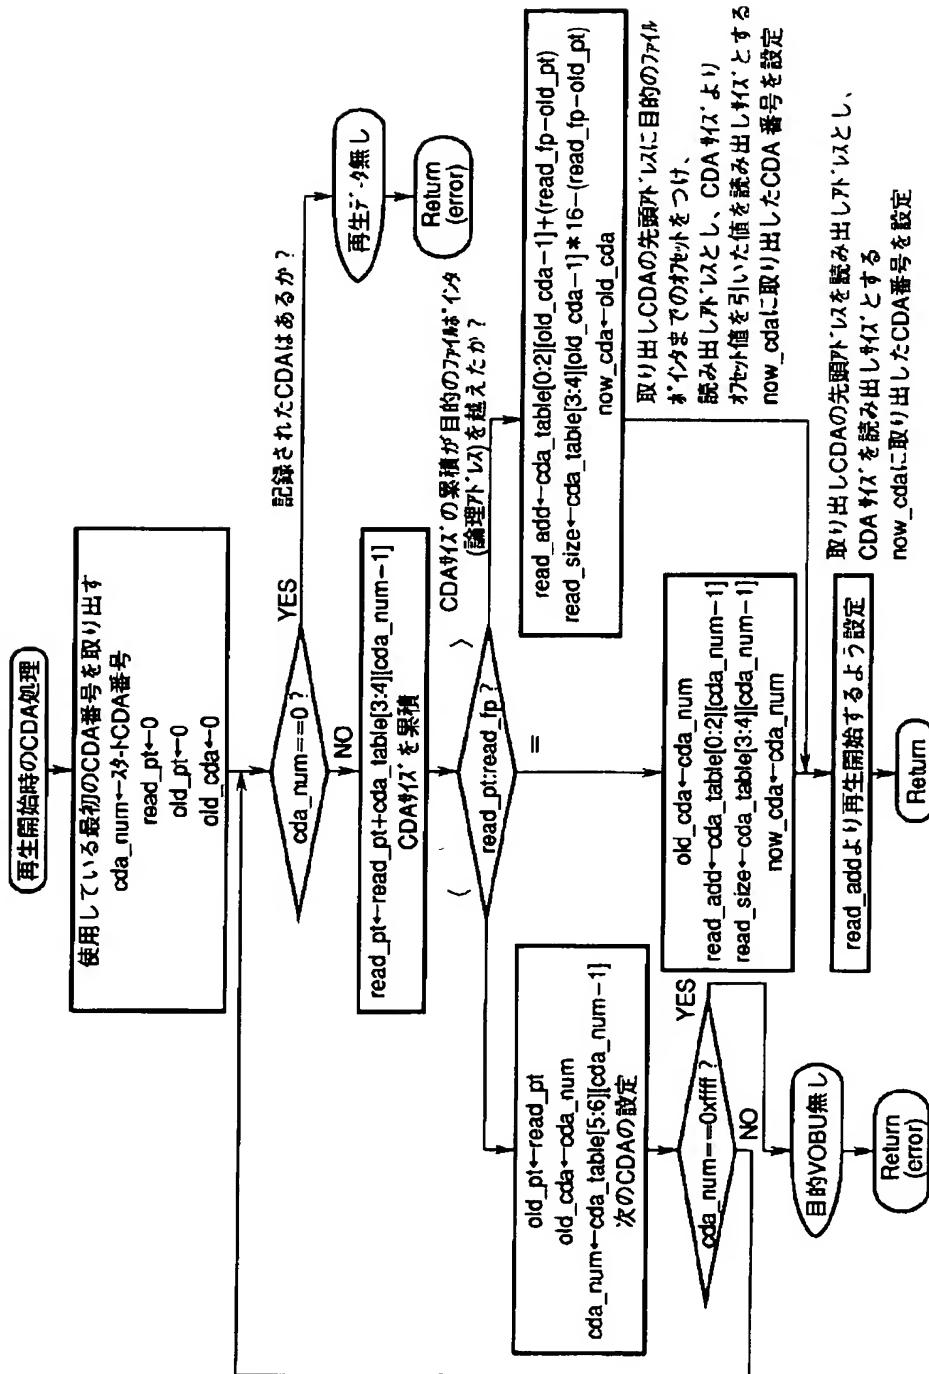 再生開始時のCDA処理
使用している最初のCDA番号を取り出す
cda_num←スタートCDA番号
read_pt←0
old_pt←0
old_cda←0
cda_num==0 ?
YES
記録されたCDAはあるか?
再生データ無し
Return
(error)
NO
read_pt←read_pt+cda_table[3:4][cda_num-1]
CDAサイズを累積
read_pt:read_fp ?
CDAサイズの累積が目的のファイルポインタ
(論理アドレス)を越えたか?
<
=
>
read_add←cda_table[0:2][old_cda-1]+(read_fp-old_pt)
read_size←cda_table[3:4][old_cda-1]*16-(read_fp-old_pt)
now_cda←old_cda
取り出しCDAの先頭アドレスに目的のファイル
ポインタまでのオフセットをつけ、
読み出しアドレスとし、CDAサイズより
オフセット値を引いた値を読み出しサイズとする
now_cdaに取り出したCDA番号を設定
old_cda←cda_num
read_add←cda_table[0:2][cda_num-1]
read_size←cda_table[3:4][cda_num-1]
now_cda←cda_num
取り出しCDAの先頭アドレスを読み出しアドレスとし、
CDAサイズを読み出しサイズとする
now_cdaに取り出したCDA番号を設定
read_addより再生開始するよう設定
Return
old_pt←read_pt
old_cda←cda_num
cda_num←cda_table[5:6][cda_num-1]
次のCDAの設定
cda_num==0xfff ?
YES
NO
目的VOBU無し
Return
(error)